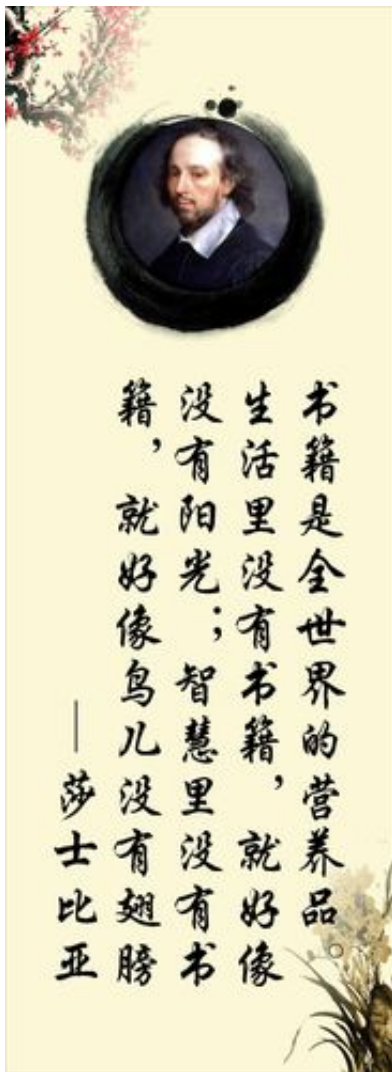 书籍是全世界的营养品。
生活里没有书籍，就好像
没有阳光；智慧里没有书
籍，就好像鸟儿没有翅膀
——莎士比亚